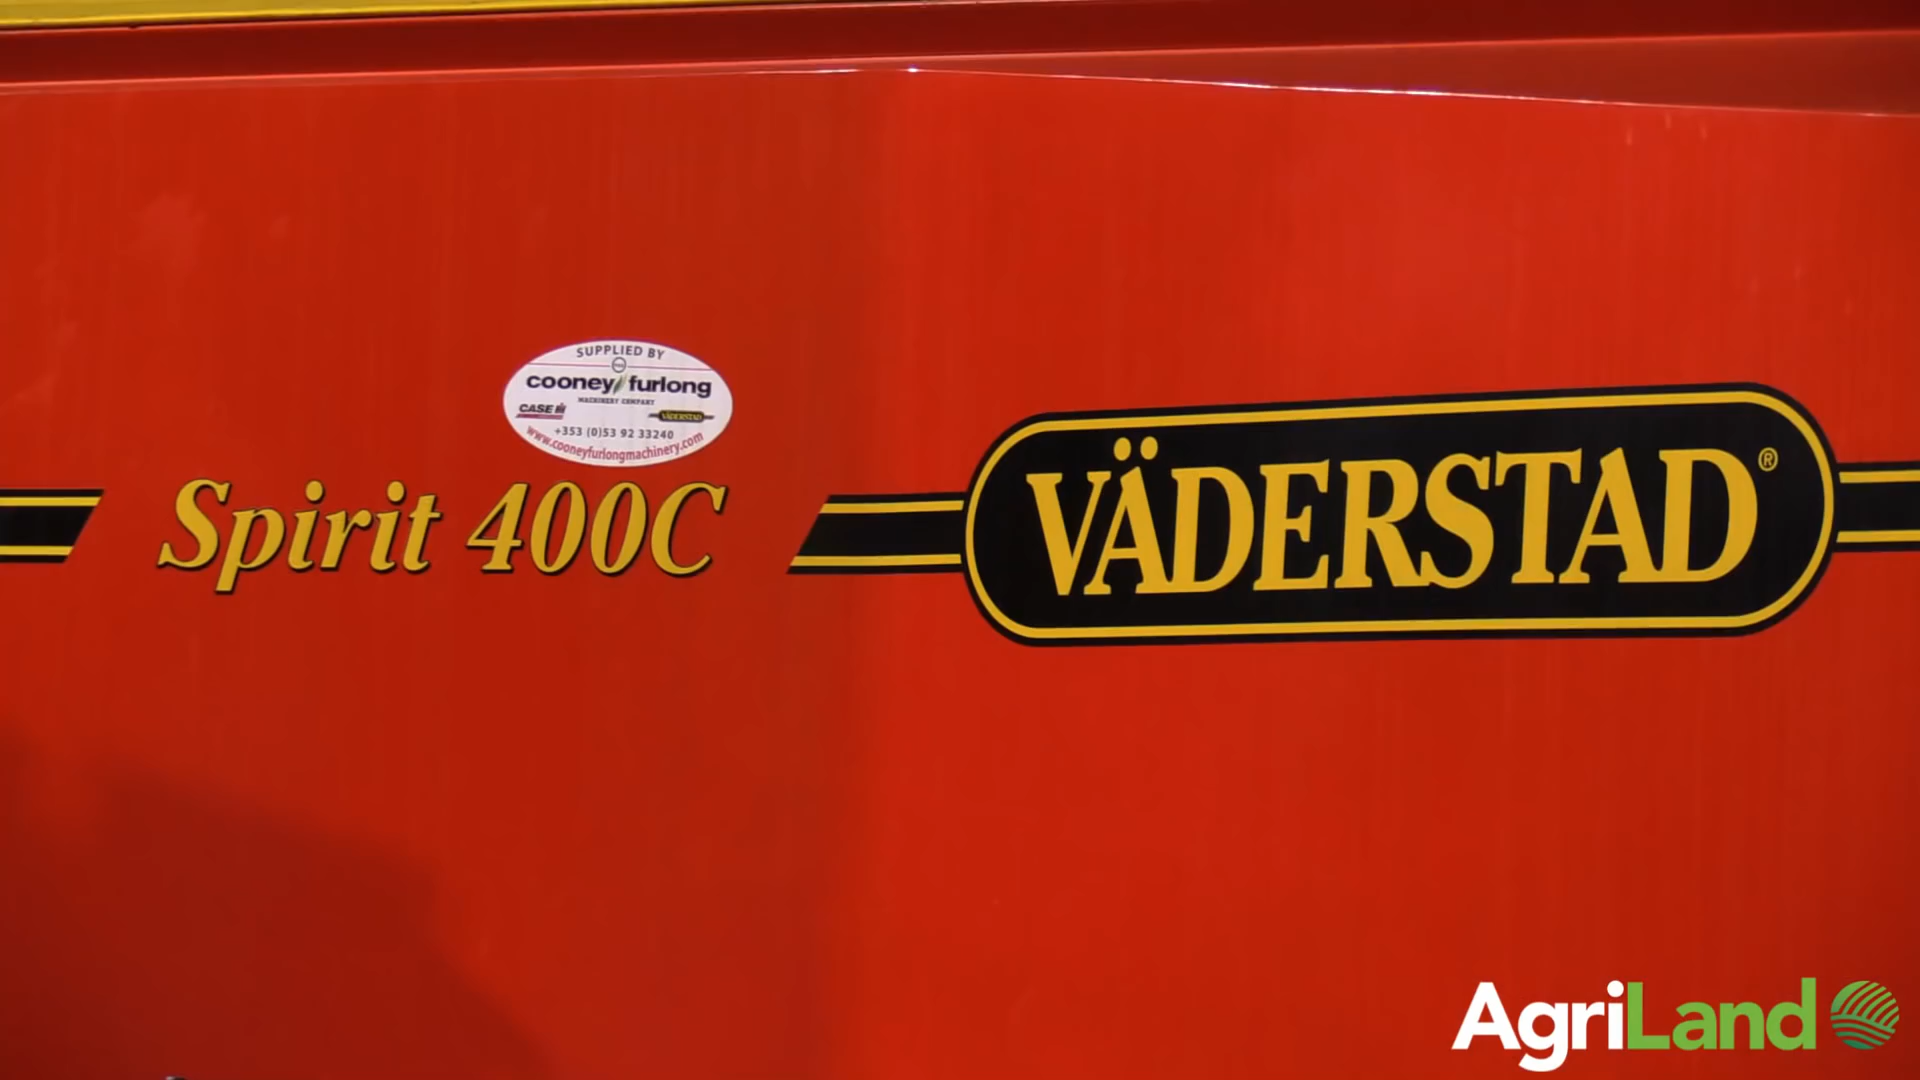 SUPPLIED BY
cooney furlong
MACHINERY COMPANY
CASE IH
VÄDERSTAD
+353 (0)53 92 33240
www.cooneyfurlongmachinery.com
Spirit 400C
VÄDERSTAD®
AgriLand